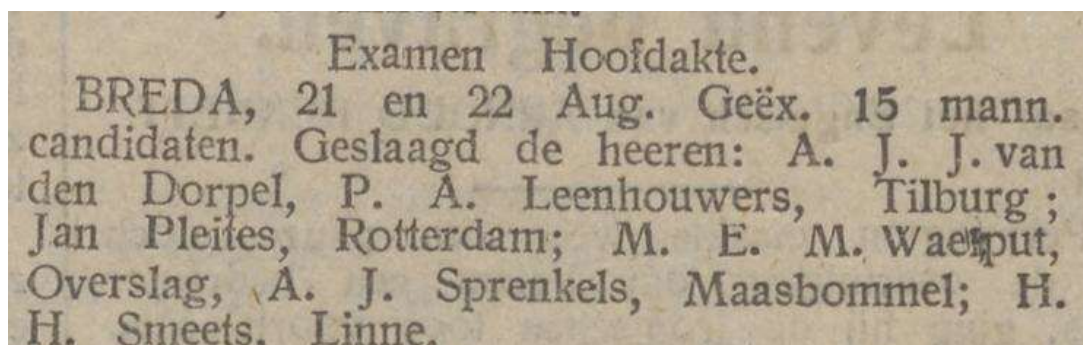 Examen Hoofdakte.
BREDA, 21 en 22 Aug. Geëx. 15 mann.
candidaten. Geslaagd de heeren: A. J. J. van
den Dorpel, P. A. Leenhouwers, Tilburg;
Jan Pleites, Rotterdam; M. E. M.
Overslag, A. J. Sprenkels, Maasbommel; H.
H. Smeets, Linne.